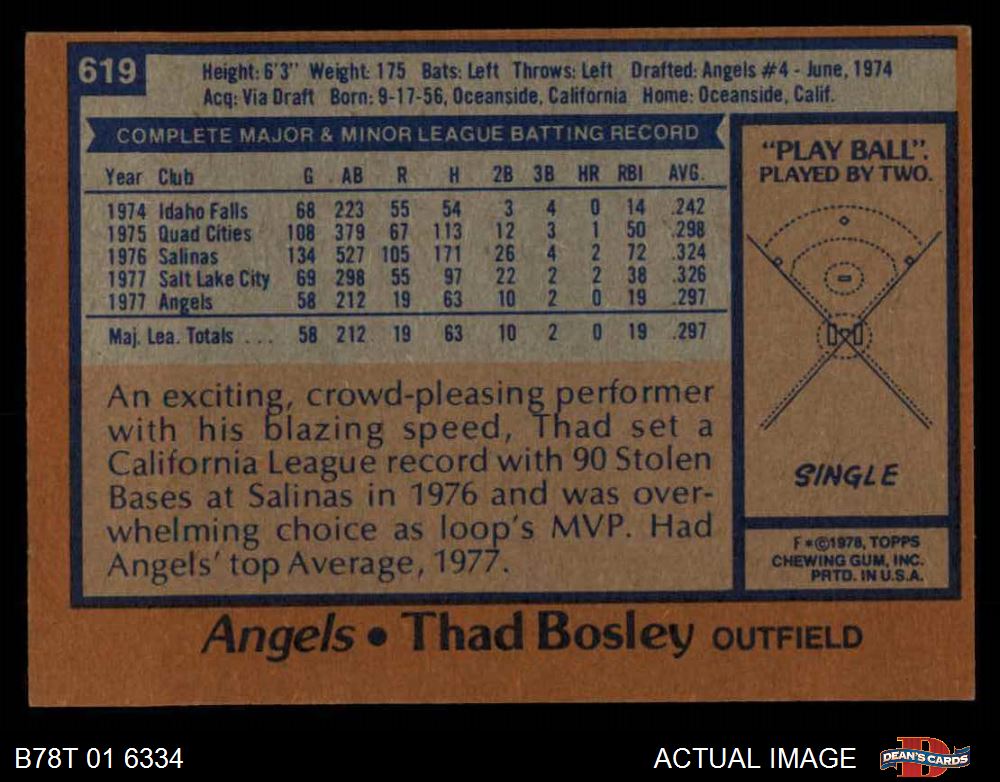 619
Height: 6'3" Weight: 175 Bats: Left Throws: Left Drafted: Angels #4 - June, 1974
Acq: Via Draft Born: 9-17-56, Oceanside, California Home: Oceanside, Calif.
COMPLETE MAJOR & MINOR LEAGUE BATTING RECORD
Year Club G AB R H 2B 3B HR RBI AVG.
1974 Idaho Falls 68 223 55 54 3 4 0 14 .242
1975 Quad Cities 108 379 67 113 12 3 1 50 .298
1976 Salinas 134 527 105 171 26 4 2 72 .324
1977 Salt Lake City 69 298 55 97 22 2 2 38 .326
1977 Angels 58 212 19 63 10 2 0 19 .297
Maj. Lea. Totals ... 58 212 19 63 10 2 0 19 .297
An exciting, crowd-pleasing performer
with his blazing speed, Thad set a
California League record with 90 Stolen
Bases at Salinas in 1976 and was over-
whelming choice as loop's MVP. Had
Angels' top Average, 1977.
"PLAY BALL".
PLAYED BY TWO.
SINGLE
F*©1978, TOPPS
CHEWING GUM, INC.
PRTD. IN U.S.A.
Angels • Thad Bosley OUTFIELD
B78T 01 6334
ACTUAL IMAGE
D
DEAN'S CARDS